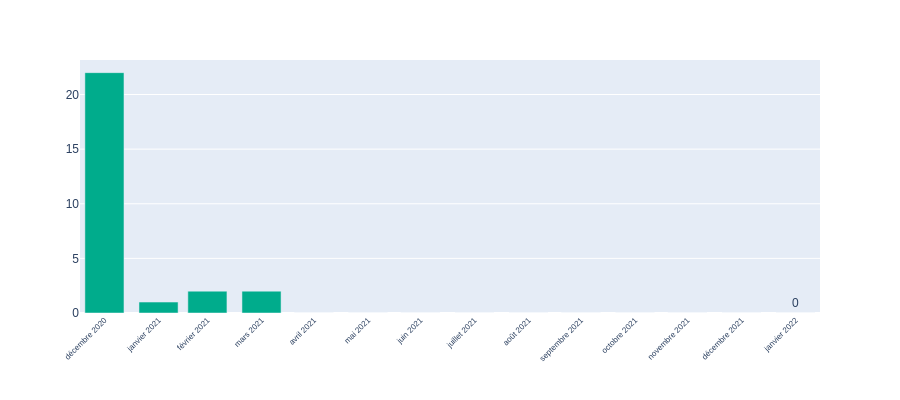 20
15
10
5
0
0
décembre 2020
janvier 2021
février 2021
mars 2021
avril 2021
mai 2021
juin 2021
juillet 2021
août 2021
septembre 2021
octobre 2021
novembre 2021
décembre 2021
janvier 2022